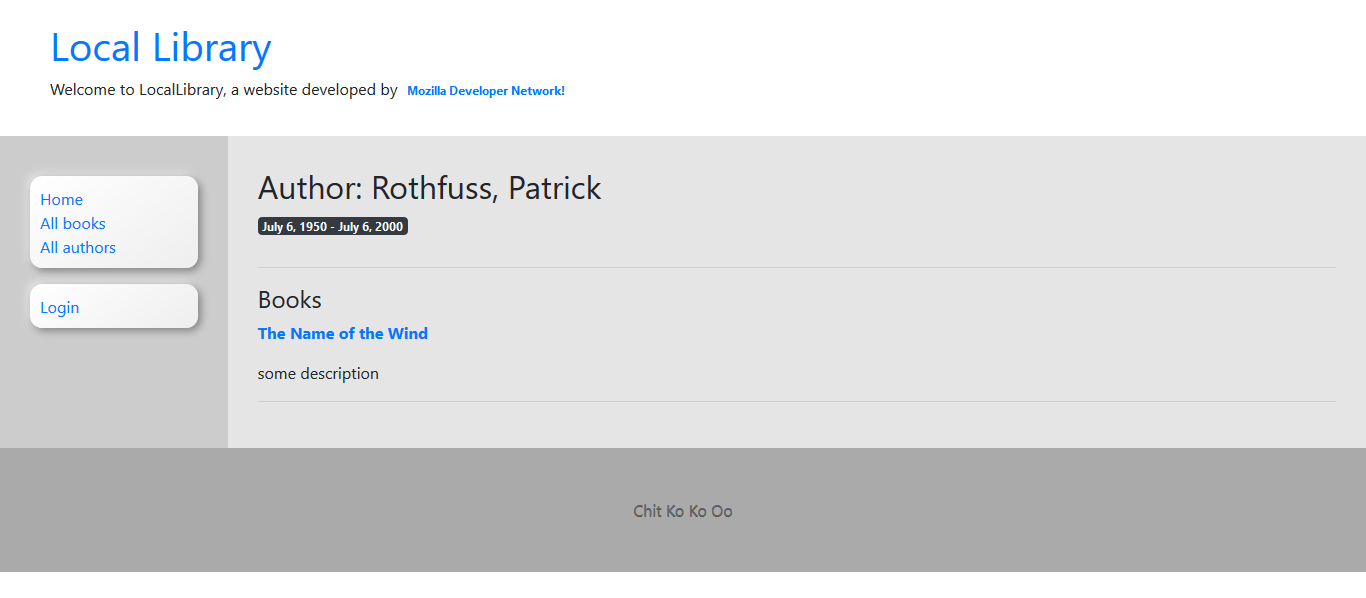 Local Library
Welcome to LocalLibrary, a website developed by Mozilla Developer Network!
Home
All books
All authors
Login
Author: Rothfuss, Patrick
July 6, 1950 - July 6, 2000
Books
The Name of the Wind
some description
Chit Ko Ko Oo